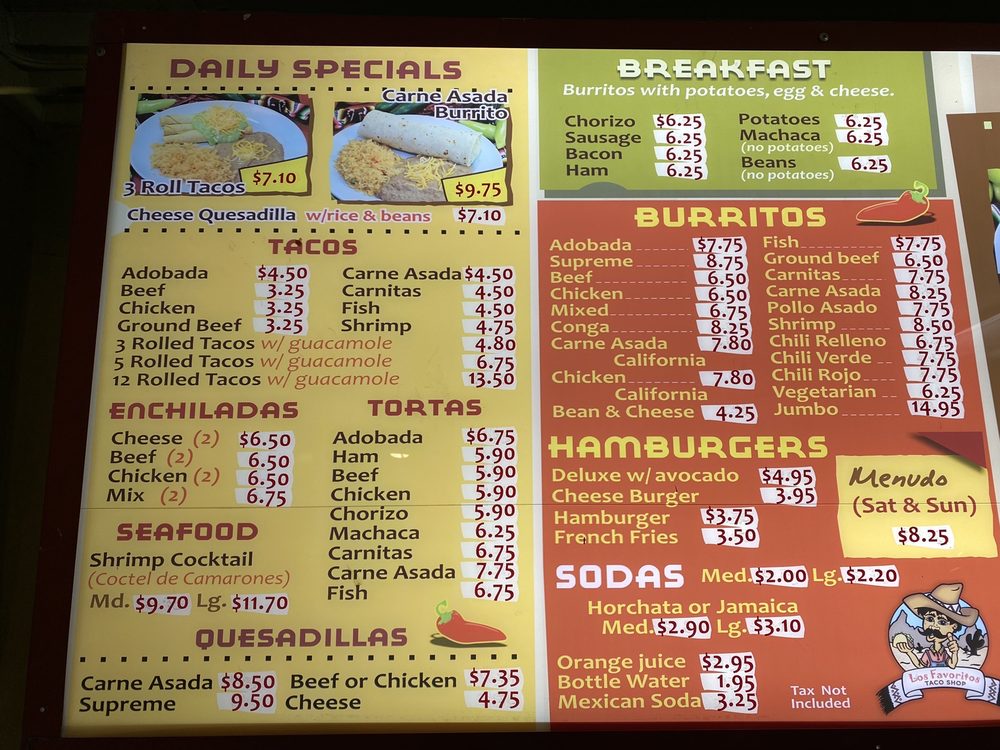 DAILY SPECIALS
3 Roll Tacos $7.10
Carne Asada
Burrito
$9.75
Cheese Quesadilla w/rice & beans $7.10
TACOS
Adobada $4.50
Beef 3.25
Chicken 3.25
Ground Beef 3.25
Carne Asada $4.50
Carnitas 4.50
Fish 4.50
Shrimp 4.75
3 Rolled Tacos w/ guacamole 4.80
5 Rolled Tacos w/ guacamole 6.75
12 Rolled Tacos w/ guacamole 13.50
ENCHILADAS
Cheese (2) $6.50
Beef (2) 6.50
Chicken (2) 6.50
Mix (2) 6.75
SEAFOOD
Shrimp Cocktail
(Coctel de Camarones)
Md. $9.70 Lg. $11.70
TORTAS
Adobada $6.75
Ham 5.90
Beef 5.90
Chicken 5.90
Chorizo 5.90
Machaca 6.25
Carnitas 6.75
Carne Asada 7.75
Fish 6.75
QUESADILLAS
Carne Asada $8.50
Supreme 9.50
Beef or Chicken $7.35
Cheese 4.75
BREAKFAST
Burritos with potatoes, egg & cheese.
Chorizo $6.25
Sausage 6.25
Bacon 6.25
Ham 6.25
Potatoes 6.25
Machaca 6.25
(no potatoes)
Beans 6.25
(no potatoes)
BURRITOS
Adobada $7.75
Supreme 8.75
Beef 6.50
Chicken 6.50
Mixed 6.75
Conga 8.25
Carne Asada 7.80
California
Chicken 7.80
California
Bean & Cheese 4.25
Fish $7.75
Ground beef 6.50
Carnitas 7.75
Carne Asada 8.25
Pollo Asado 7.75
Shrimp 8.50
Chili Relleno 6.75
Chili Verde 7.75
Chili Rojo 7.75
Vegetarian 6.25
Jumbo 14.95
HAMBURGERS
Deluxe w/ avocado $4.95
Cheese Burger 3.95
Hamburger $3.75
French Fries 3.50
Menudo
(Sat & Sun)
$8.25
SODAS Med. $2.00 Lg. $2.20
Horchata or Jamaica
Med. $2.90 Lg. $3.10
Orange juice $2.95
Bottle Water 1.95
Mexican Soda 3.25
Tax Not
Included
Los Favoritos
TACO SHOP